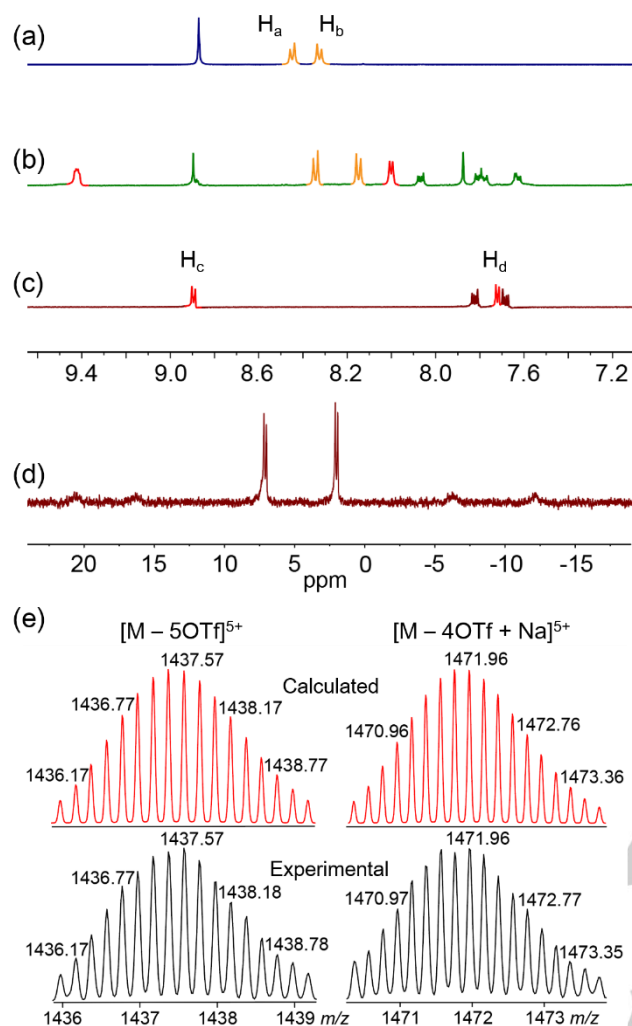 (a)
Hₐ H_b
(b)
(c)
H_c H_d
9.4 9.0 8.6 8.2 8.0 7.6 7.2
(d)
20 15 10 5 0 -5 -10 -15
ppm
(e)
[M – 5OTf]⁵⁺ [M – 4OTf + Na]⁵⁺
1437.57 1471.96
Calculated
1436.77 1438.17 1470.96 1472.76
1436.17 1438.77 1473.36
1437.57 1471.96
Experimental
1436.77 1438.18 1470.97 1472.77
1436.17 1438.78 1473.35
1436 1437 1438 1439 m/z 1471 1472 1473 m/z